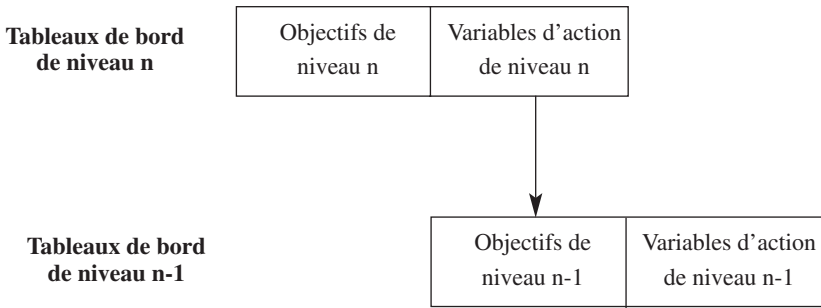 Tableaux de bord
de niveau n
Objectifs de
niveau n
Variables d’action
de niveau n
Tableaux de bord
de niveau n-1
Objectifs de
niveau n-1
Variables d’action
de niveau n-1